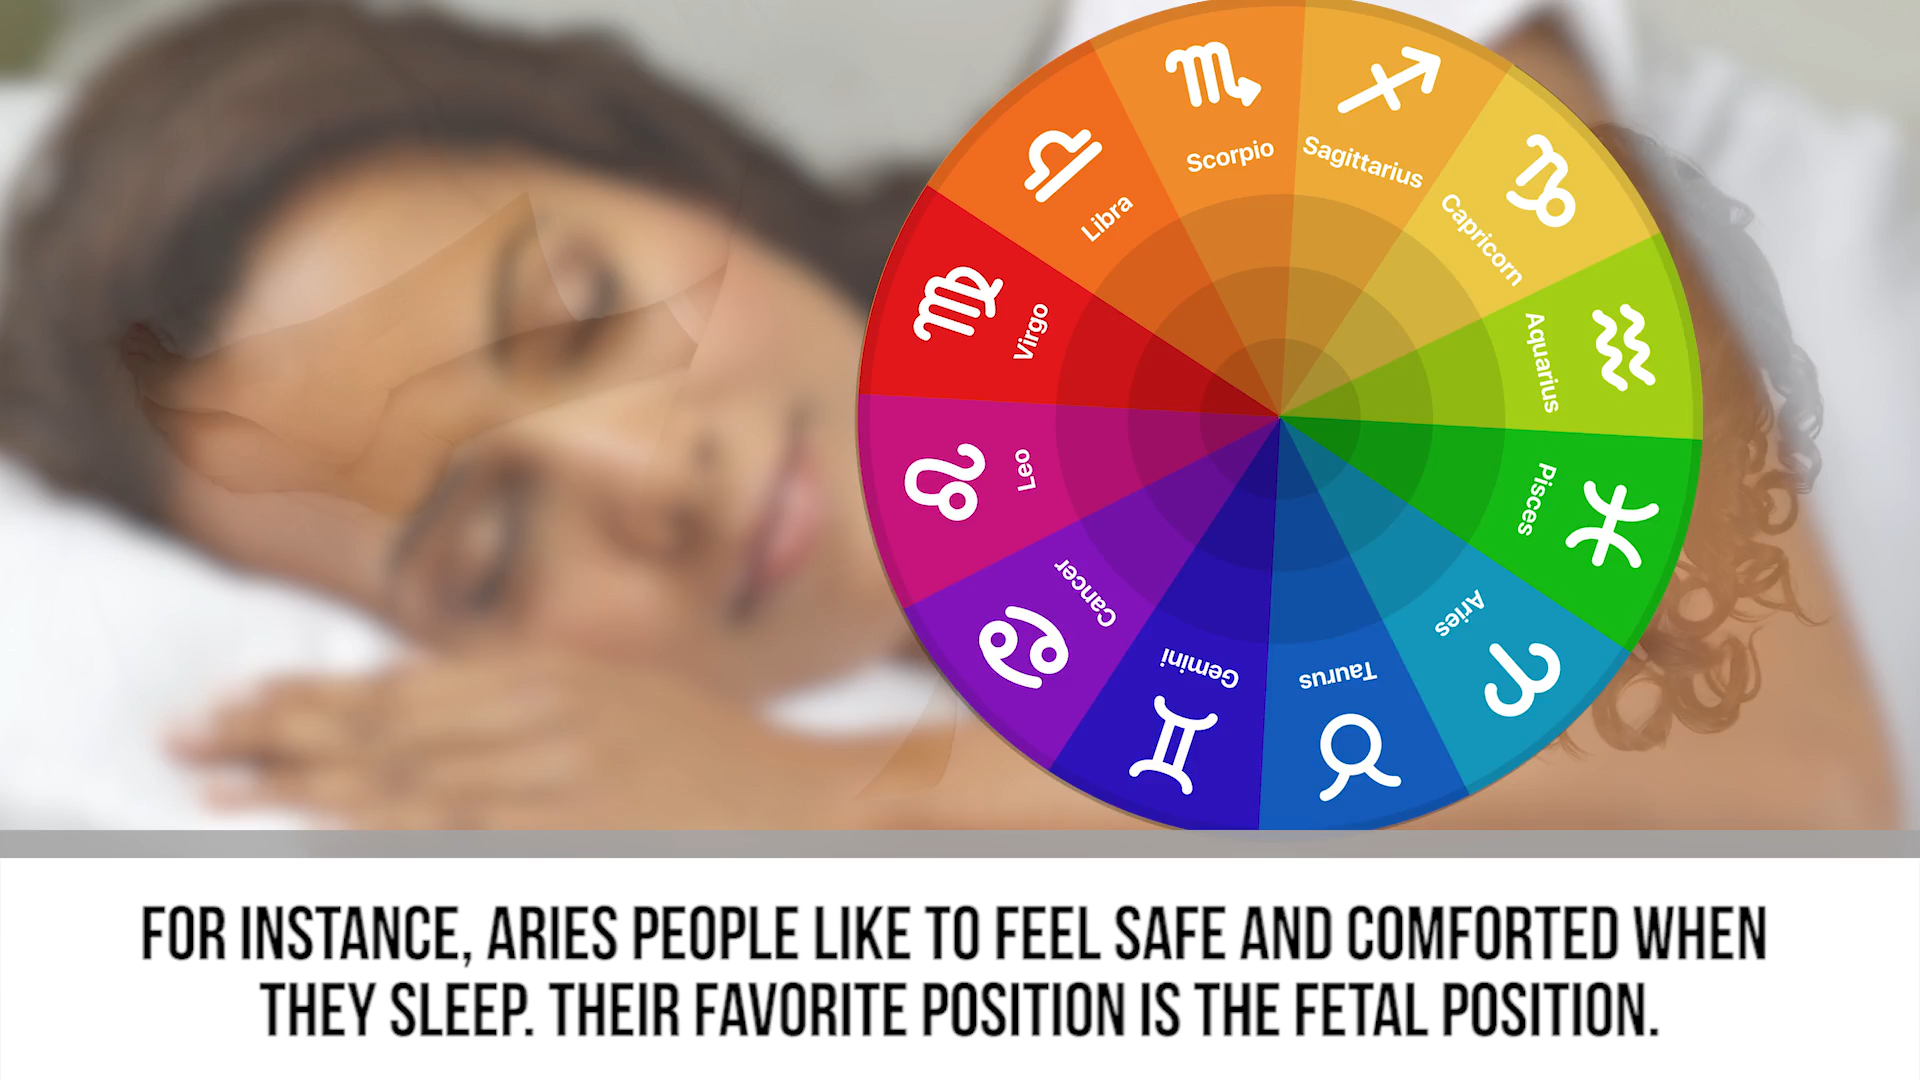 Scorpio
Sagittarius
Capricorn
Libra
Aquarius
Virgo
Pisces
Leo
Aries
Cancer
Taurus
Gemini
FOR INSTANCE, ARIES PEOPLE LIKE TO FEEL SAFE AND COMFORTED WHEN
THEY SLEEP. THEIR FAVORITE POSITION IS THE FETAL POSITION.